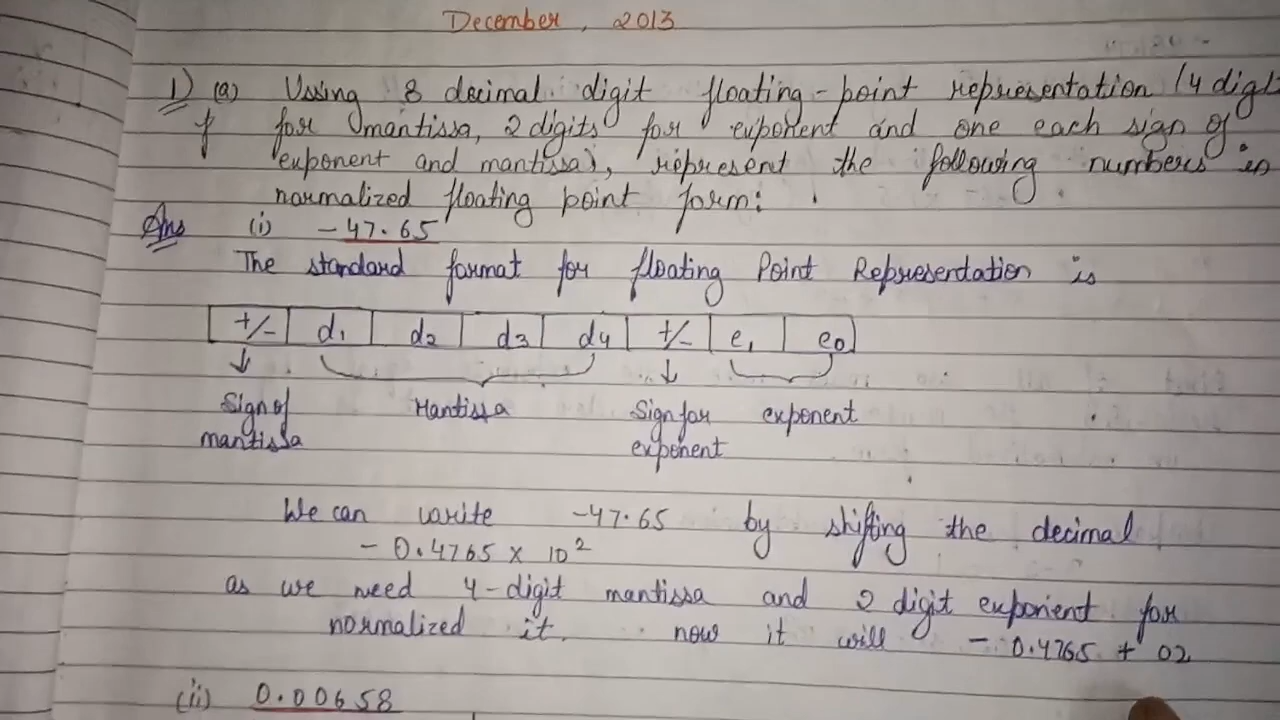 December, 2013
1) (a) Using 8 decimal digit floating-point representation (4 digit
for mantissa, 2 digits for exponent and one each sign of
exponent and mantissa), represent the following numbers in
normalized floating point form:
Ans (i) -47.65
The standard format for floating Point Representation is
+/- d1 d2 d3 d4 +/- e1 e0
Sign of mantissa
Mantissa
Sign for exponent
exponent
We can write -47.65 by shifting the decimal
- 0.4765 x 10²
as we need 4-digit mantissa and 2 digit exponent for
normalized it. now it will - 0.4765 + 02
(ii) 0.00658